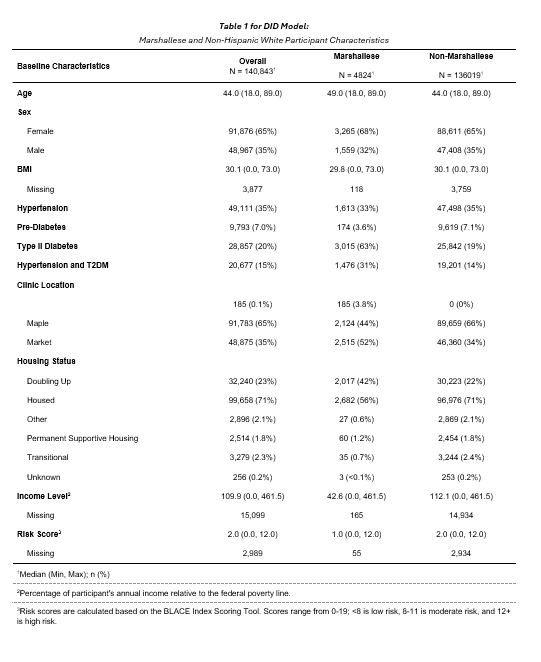 Table 1 for DID Model:
Marshallese and Non-Hispanic White Participant Characteristics
Baseline Characteristics Overall N = 140,843¹ Marshallese N = 4824¹ Non-Marshallese N = 136019¹
Age 44.0 (18.0, 89.0) 49.0 (18.0, 89.0) 44.0 (18.0, 89.0)
Sex
Female 91,876 (65%) 3,265 (68%) 88,611 (65%)
Male 48,967 (35%) 1,559 (32%) 47,408 (35%)
BMI 30.1 (0.0, 73.0) 29.8 (0.0, 73.0) 30.1 (0.0, 73.0)
Missing 3,877 118 3,759
Hypertension 49,111 (35%) 1,613 (33%) 47,498 (35%)
Pre-Diabetes 9,793 (7.0%) 174 (3.6%) 9,619 (7.1%)
Type II Diabetes 28,857 (20%) 3,015 (63%) 25,842 (19%)
Hypertension and T2DM 20,677 (15%) 1,476 (31%) 19,201 (14%)
Clinic Location
185 (0.1%) 185 (3.8%) 0 (0%)
Maple 91,783 (65%) 2,124 (44%) 89,659 (66%)
Market 48,875 (35%) 2,515 (52%) 46,360 (34%)
Housing Status
Doubling Up 32,240 (23%) 2,017 (42%) 30,223 (22%)
Housed 99,658 (71%) 2,682 (56%) 96,976 (71%)
Other 2,896 (2.1%) 27 (0.6%) 2,869 (2.1%)
Permanent Supportive Housing 2,514 (1.8%) 60 (1.2%) 2,454 (1.8%)
Transitional 3,279 (2.3%) 35 (0.7%) 3,244 (2.4%)
Unknown 256 (0.2%) 3 (<0.1%) 253 (0.2%)
Income Level² 109.9 (0.0, 461.5) 42.6 (0.0, 461.5) 112.1 (0.0, 461.5)
Missing 15,099 165 14,934
Risk Score³ 2.0 (0.0, 12.0) 1.0 (0.0, 12.0) 2.0 (0.0, 12.0)
Missing 2,989 55 2,934
¹Median (Min, Max); n (%)
²Percentage of participant's annual income relative to the federal poverty line.
³Risk scores are calculated based on the BLACE Index Scoring Tool. Scores range from 0-19; <8 is low risk, 8-11 is moderate risk, and 12+
is high risk.